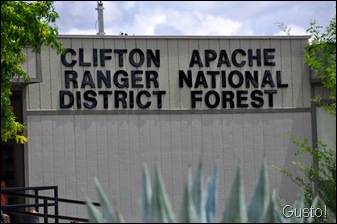 CLIFTON APACHE
RANGER NATIONAL
DISTRICT FOREST
Gusto!